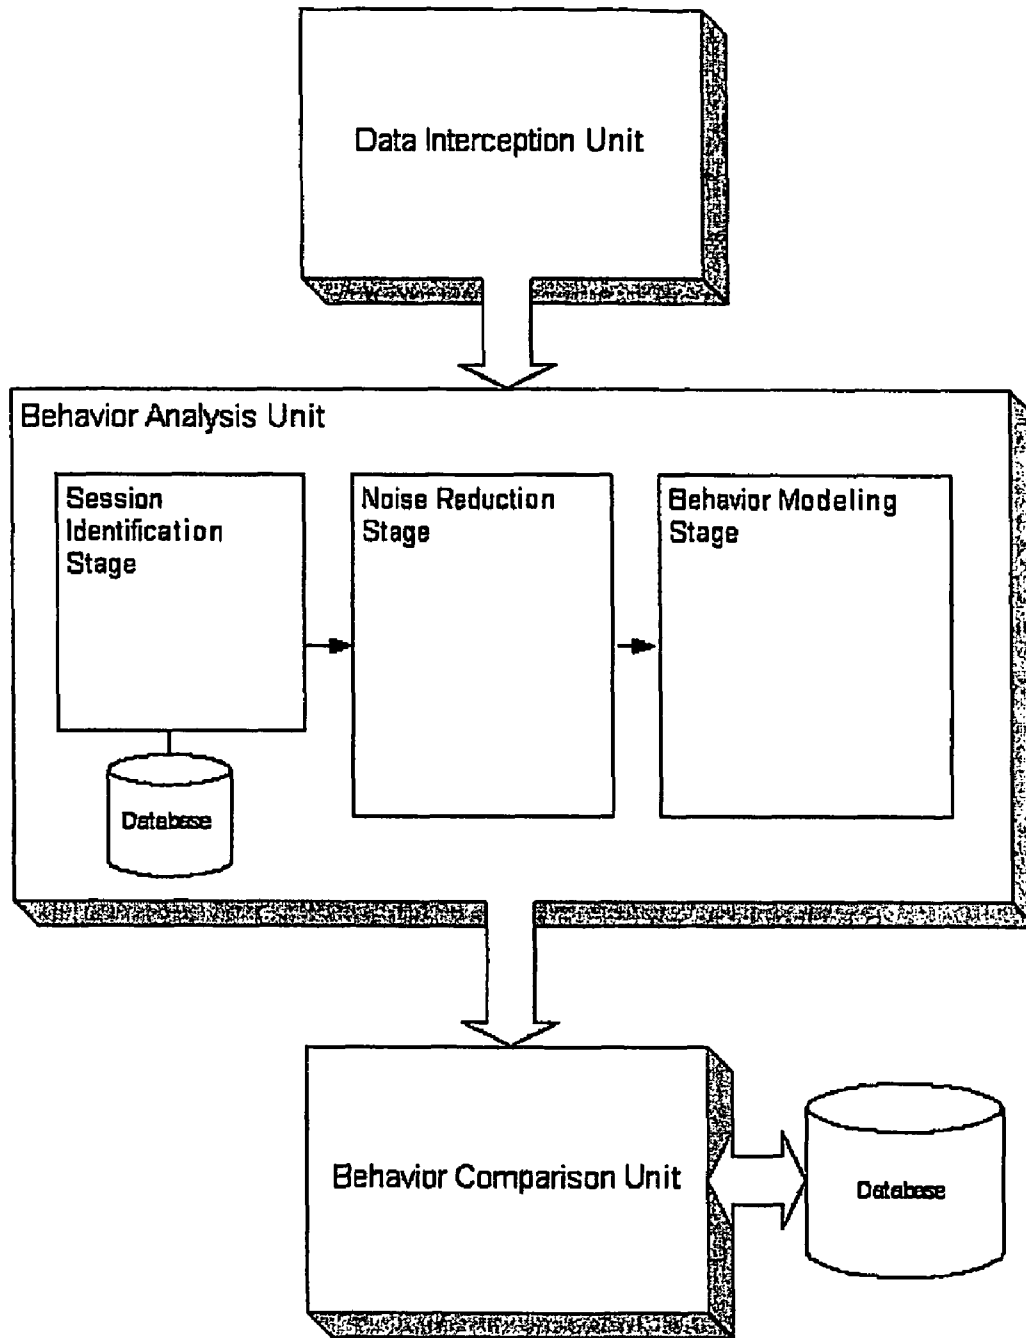 Data Interception Unit
Behavior Analysis Unit
Session
Identification
Stage
Noise Reduction
Stage
Behavior Modeling
Stage
Database
Behavior Comparison Unit
Database